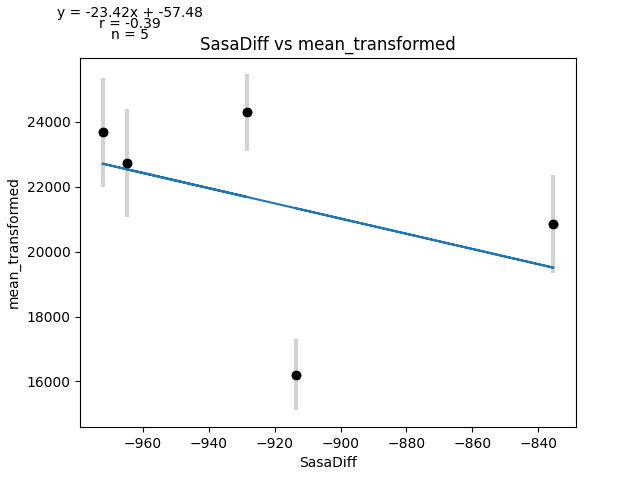 y = -23.42x + -57.48
r = -0.39
n = 5
SasaDiff vs mean_transformed
mean_transformed
24000
22000
20000
18000
16000
−960
−940
−920
−900
−880
−860
−840
SasaDiff